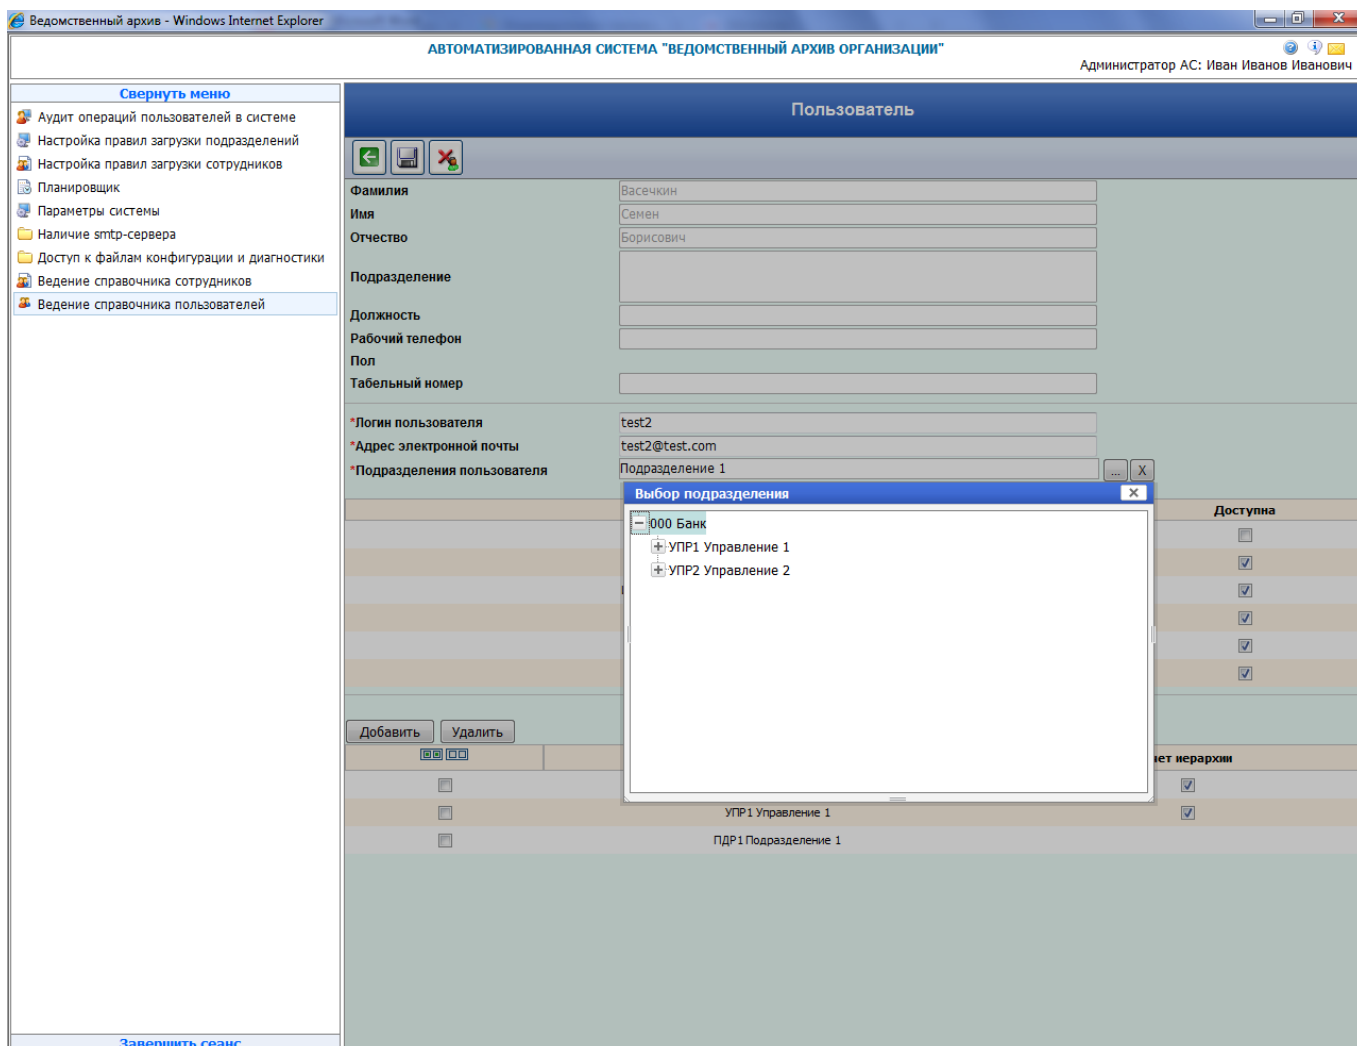 Ведомственный архив - Windows Internet Explorer
АВТОМАТИЗИРОВАННАЯ СИСТЕМА "ВЕДОМСТВЕННЫЙ АРХИВ ОРГАНИЗАЦИИ"
Администратор АС: Иван Иванов Иванович
Свернуть меню
Аудит операций пользователей в системе
Настройка правил загрузки подразделений
Настройка правил загрузки сотрудников
Планировщик
Параметры системы
Наличие smtp-сервера
Доступ к файлам конфигурации и диагностики
Ведение справочника сотрудников
Ведение справочника пользователей
Завершить сеанс
Пользователь
Фамилия Васечкин
Имя Семен
Отчество Борисович
Подразделение
Должность
Рабочий телефон
Пол
Табельный номер
*Логин пользователя test2
*Адрес электронной почты test2@test.com
*Подразделения пользователя Подразделение 1 ... X
Выбор подразделения
000 Банк
УПР1 Управление 1
УПР2 Управление 2
Доступна
Добавить Удалить
ет иерархии
УПР1 Управление 1
ПДР1 Подразделение 1